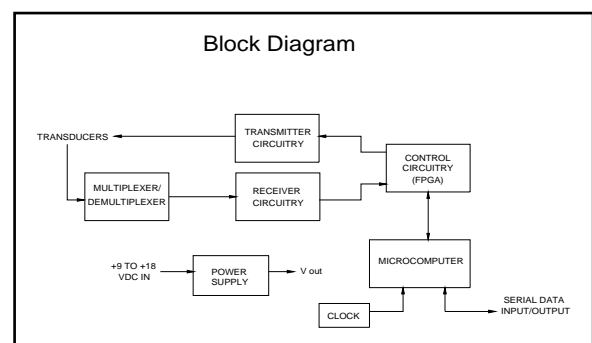 Block Diagram
TRANSMITTER
CIRCUITRY
TRANSDUCERS
CONTROL
CIRCUITRY
(FPGA)
MULTIPLEXER/
DEMULTIPLEXER
RECEIVER
CIRCUITRY
+9 TO +18
VDC IN
POWER
SUPPLY
V out
MICROCOMPUTER
CLOCK
SERIAL DATA
INPUT/OUTPUT